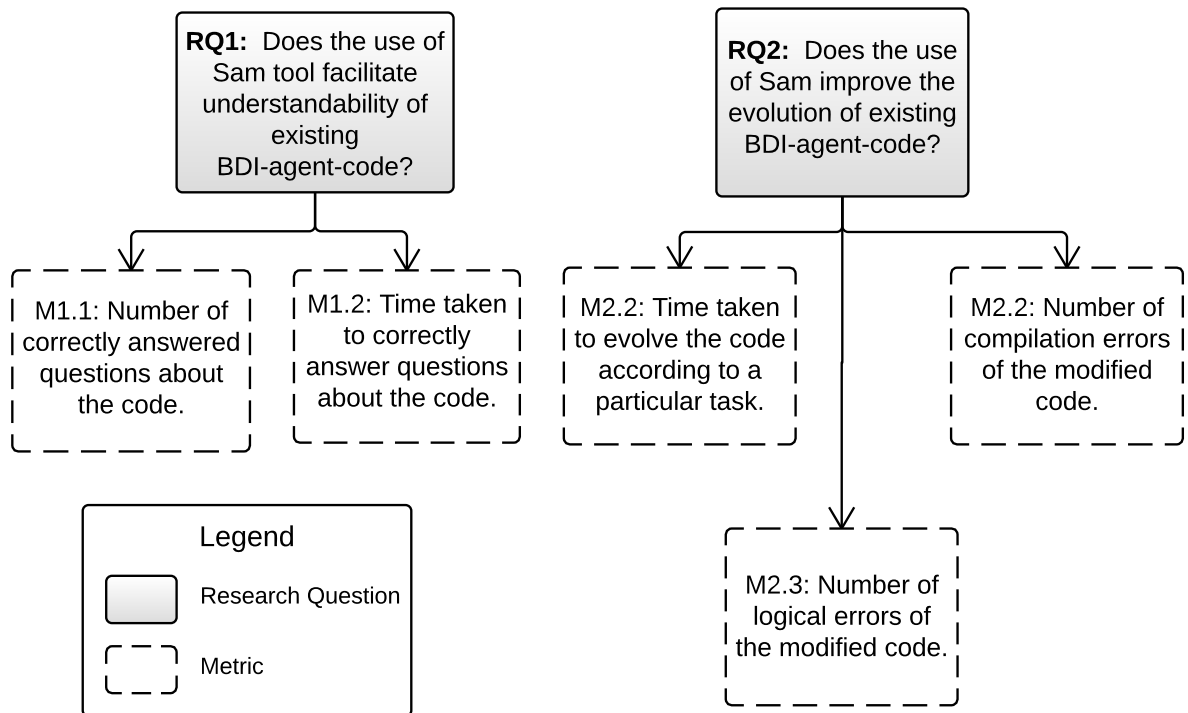 RQ1: Does the use of
Sam tool facilitate
understandability of
existing
BDI-agent-code?
RQ2: Does the use
of Sam improve the
evolution of existing
BDI-agent-code?
M1.1: Number of
correctly answered
questions about
the code.
M1.2: Time taken
to correctly
answer questions
about the code.
M2.2: Time taken
to evolve the code
according to a
particular task.
M2.2: Number of
compilation errors
of the modified
code.
M2.3: Number of
logical errors of
the modified code.
Legend
Research Question
Metric